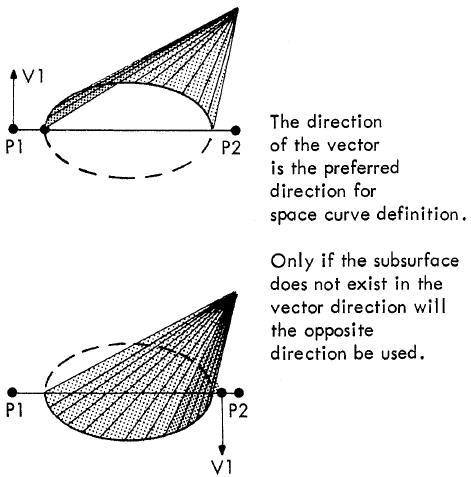 V1
P1
P2
The direction
of the vector
is the preferred
direction for
space curve definition.
Only if the subsurface
does not exist in the
vector direction will
the opposite
direction be used.
P1
P2
V1